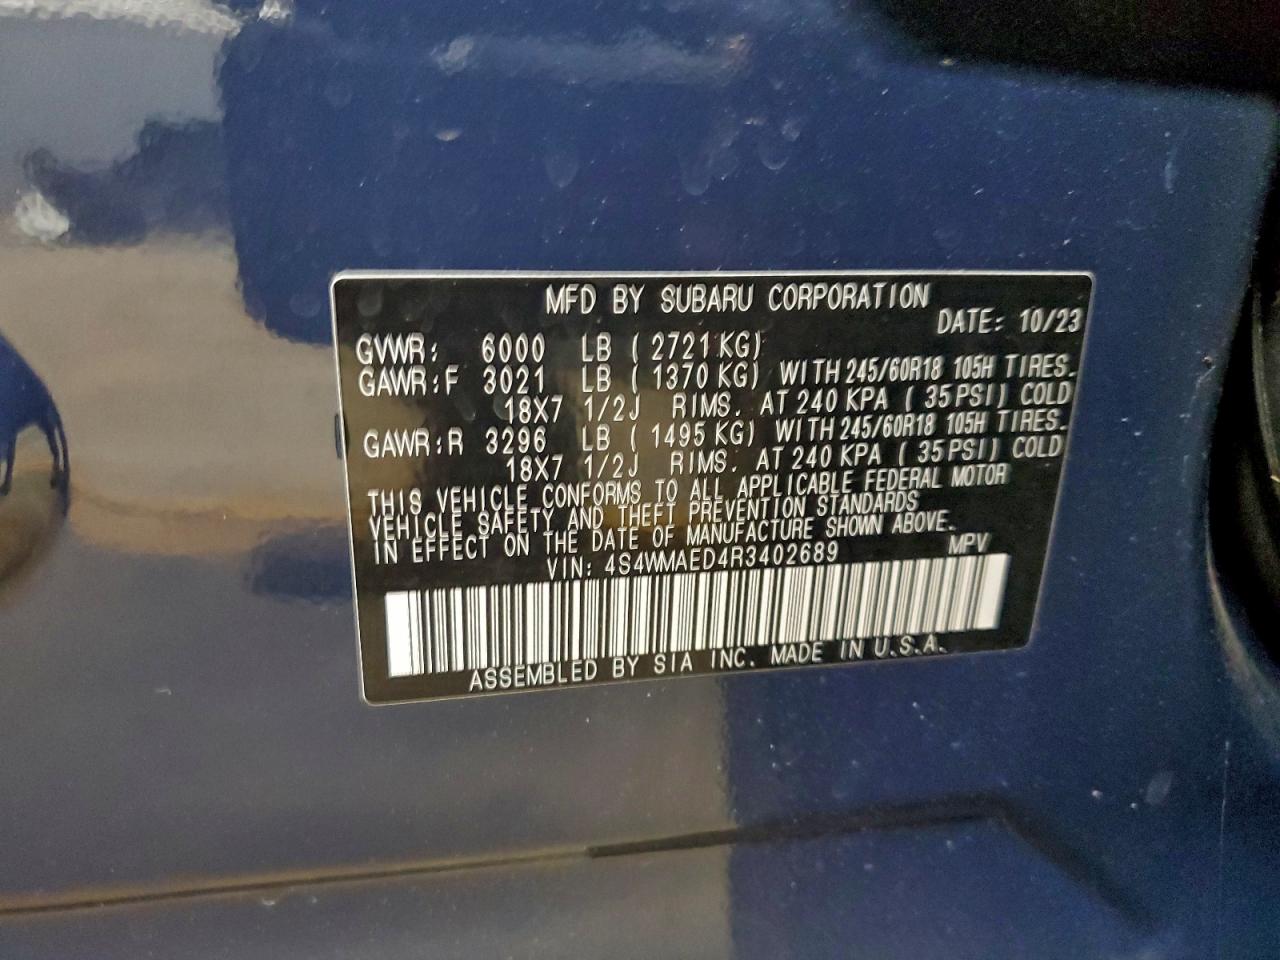 MFD BY SUBARU CORPORATION
DATE: 10/23
GVWR: 6000 LB ( 2721 KG)
GAWR:F 3021 LB ( 1370 KG) WITH 245/60R18 105H TIRES.
18X7 1/2J RIMS. AT 240 KPA ( 35 PSI) COLD
GAWR:R 3296 LB ( 1495 KG) WITH 245/60R18 105H TIRES.
18X7 1/2J RIMS. AT 240 KPA ( 35 PSI) COLD
THIS VEHICLE CONFORMS TO ALL APPLICABLE FEDERAL MOTOR
VEHICLE SAFETY AND THEFT PREVENTION STANDARDS
IN EFFECT ON THE DATE OF MANUFACTURE SHOWN ABOVE.
VIN: 4S4WMAED4R3402689 MPV
ASSEMBLED BY SIA INC. MADE IN U.S.A.